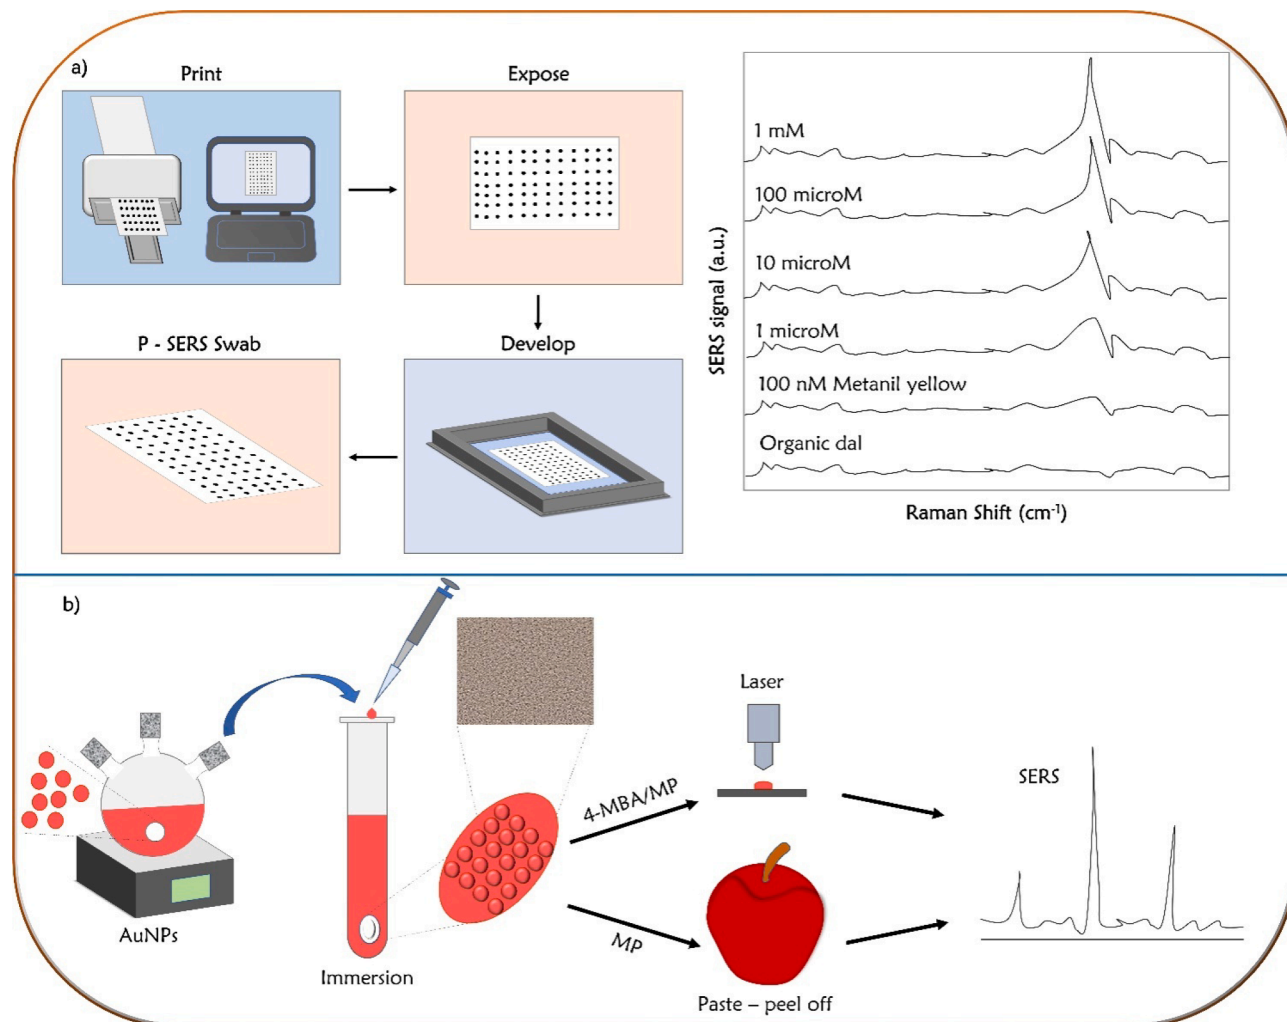 a)
Print
Expose
P - SERS Swab
Develop
SERS signal (a.u.)
1 mM
100 microM
10 microM
1 microM
100 nM Metanil yellow
Organic dal
Raman Shift (cm⁻¹)
b)
AuNPs
Immersion
4-MBA/MP
MP
Laser
Paste – peel off
SERS